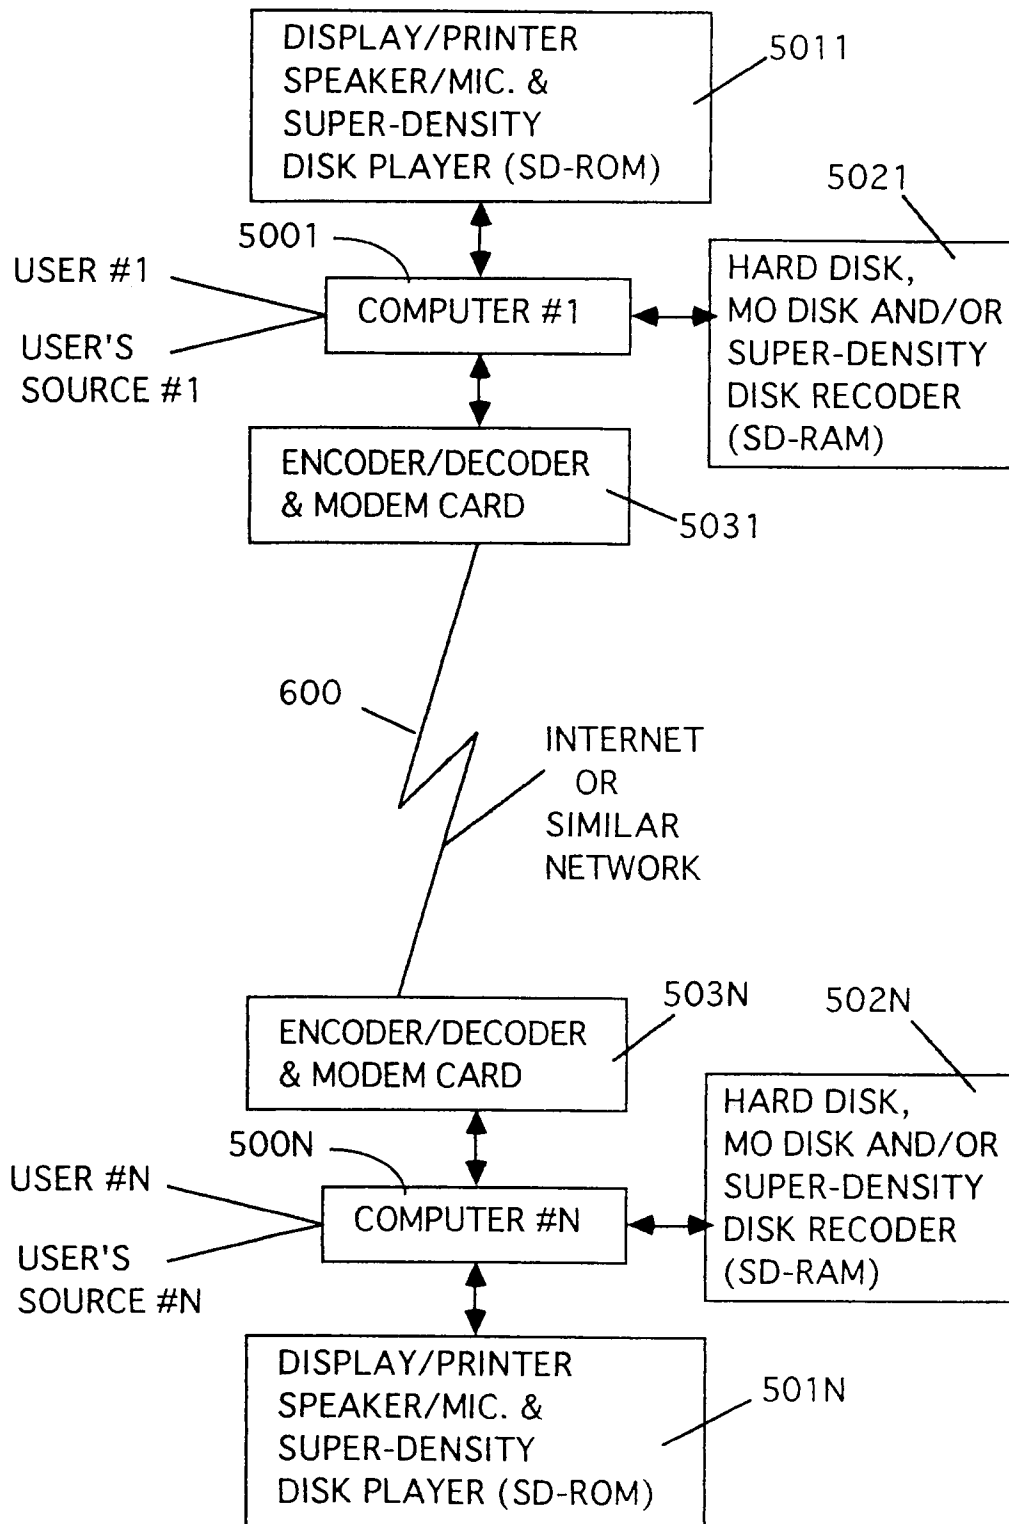 DISPLAY/PRINTER
SPEAKER/MIC. &
SUPER-DENSITY
DISK PLAYER (SD-ROM)
5011
5021
5001
USER #1
COMPUTER #1
USER'S
SOURCE #1
HARD DISK,
MO DISK AND/OR
SUPER-DENSITY
DISK RECODER
(SD-RAM)
ENCODER/DECODER
& MODEM CARD
5031
600
INTERNET
OR
SIMILAR
NETWORK
503N
502N
ENCODER/DECODER
& MODEM CARD
500N
USER #N
COMPUTER #N
USER'S
SOURCE #N
HARD DISK,
MO DISK AND/OR
SUPER-DENSITY
DISK RECODER
(SD-RAM)
DISPLAY/PRINTER
SPEAKER/MIC. &
SUPER-DENSITY
DISK PLAYER (SD-ROM)
501N